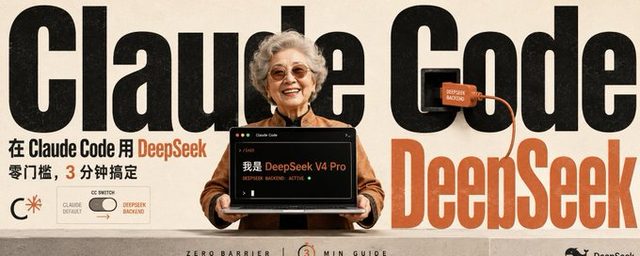 Claude Code
DeepSeek
DEEPSEEK
BACKEND
在 Claude Code 用 DeepSeek
零门槛，3 分钟搞定
CC SWITCH
CLAUDE
DEFAULT
DEEPSEEK
BACKEND
Claude Code
我是 DeepSeek V4 Pro
DEEPSEEK BACKEND: ACTIVE
ZERO BARRIER | 3 MIN GUIDE
DeepSeek